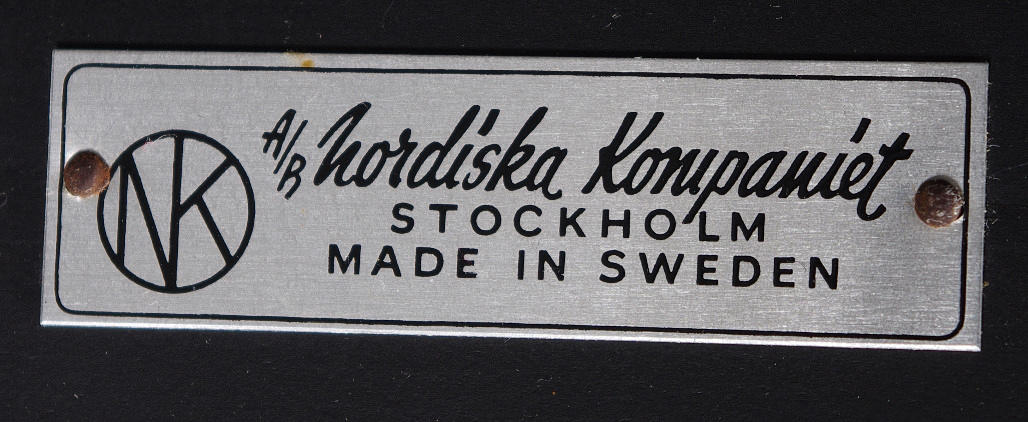 NK
A/B Nordiska Kompaniet
STOCKHOLM
MADE IN SWEDEN